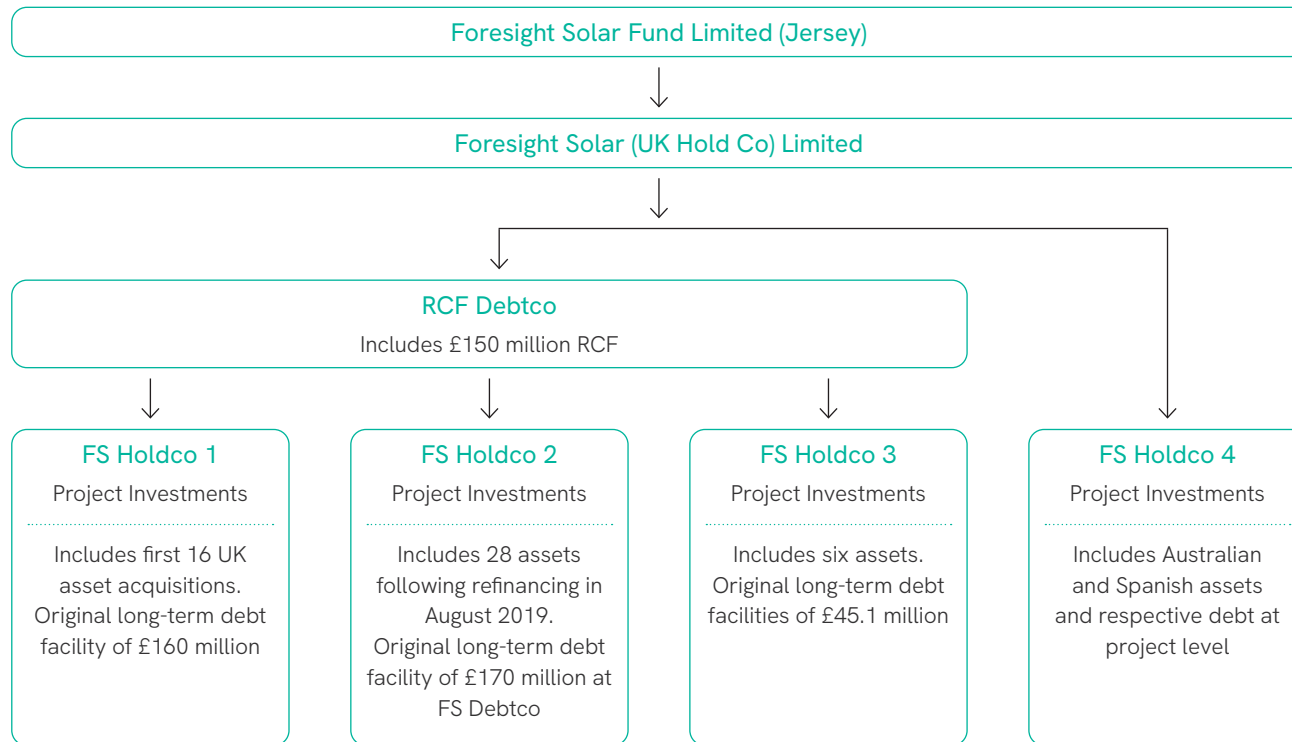 Foresight Solar Fund Limited (Jersey)
Foresight Solar (UK Hold Co) Limited
RCF Debtco
Includes £150 million RCF
FS Holdco 1
Project Investments
Includes first 16 UK
asset acquisitions.
Original long-term debt
facility of £160 million
FS Holdco 2
Project Investments
Includes 28 assets
following refinancing in
August 2019.
Original long-term debt
facility of £170 million at
FS Debtco
FS Holdco 3
Project Investments
Includes six assets.
Original long-term debt
facilities of £45.1 million
FS Holdco 4
Project Investments
Includes Australian
and Spanish assets
and respective debt at
project level